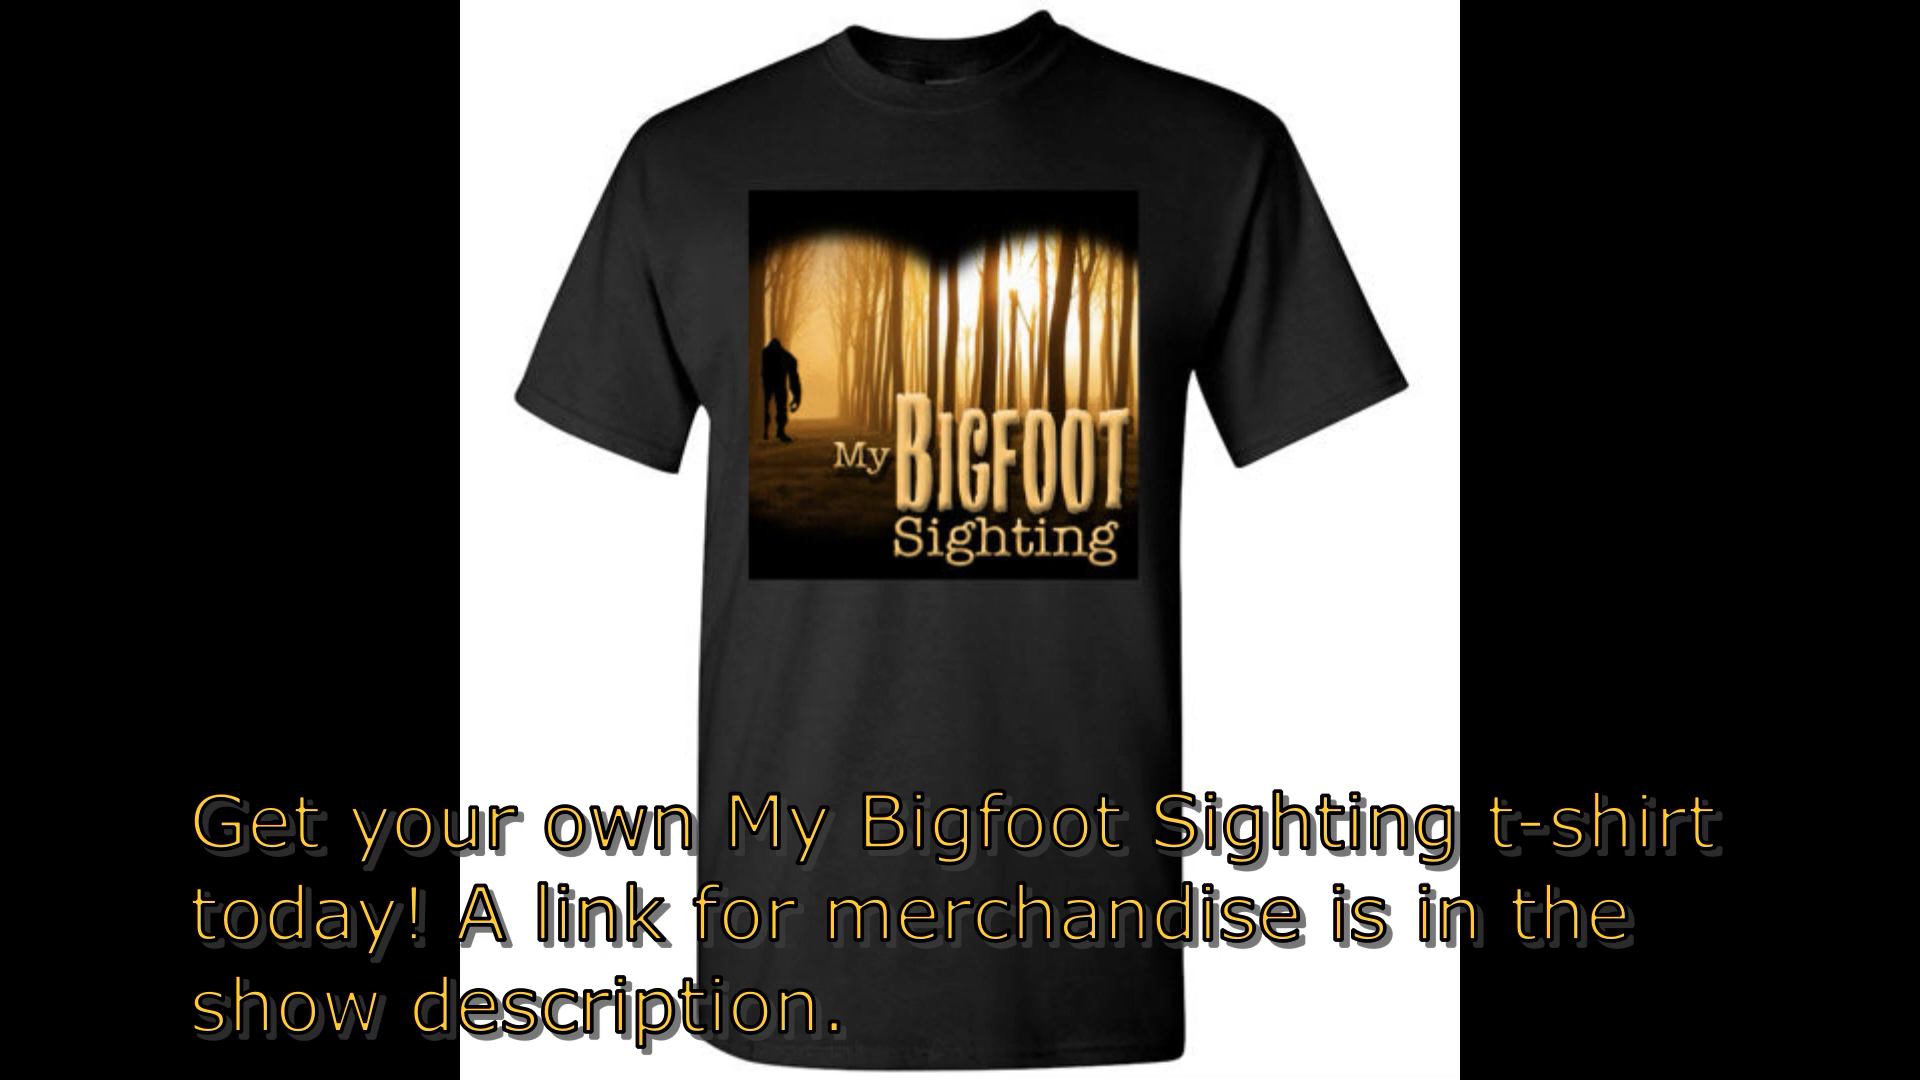 My BIGFOOT
Sighting
Get your own My Bigfoot Sighting t-shirt
today! A link for merchandise is in the
show description.